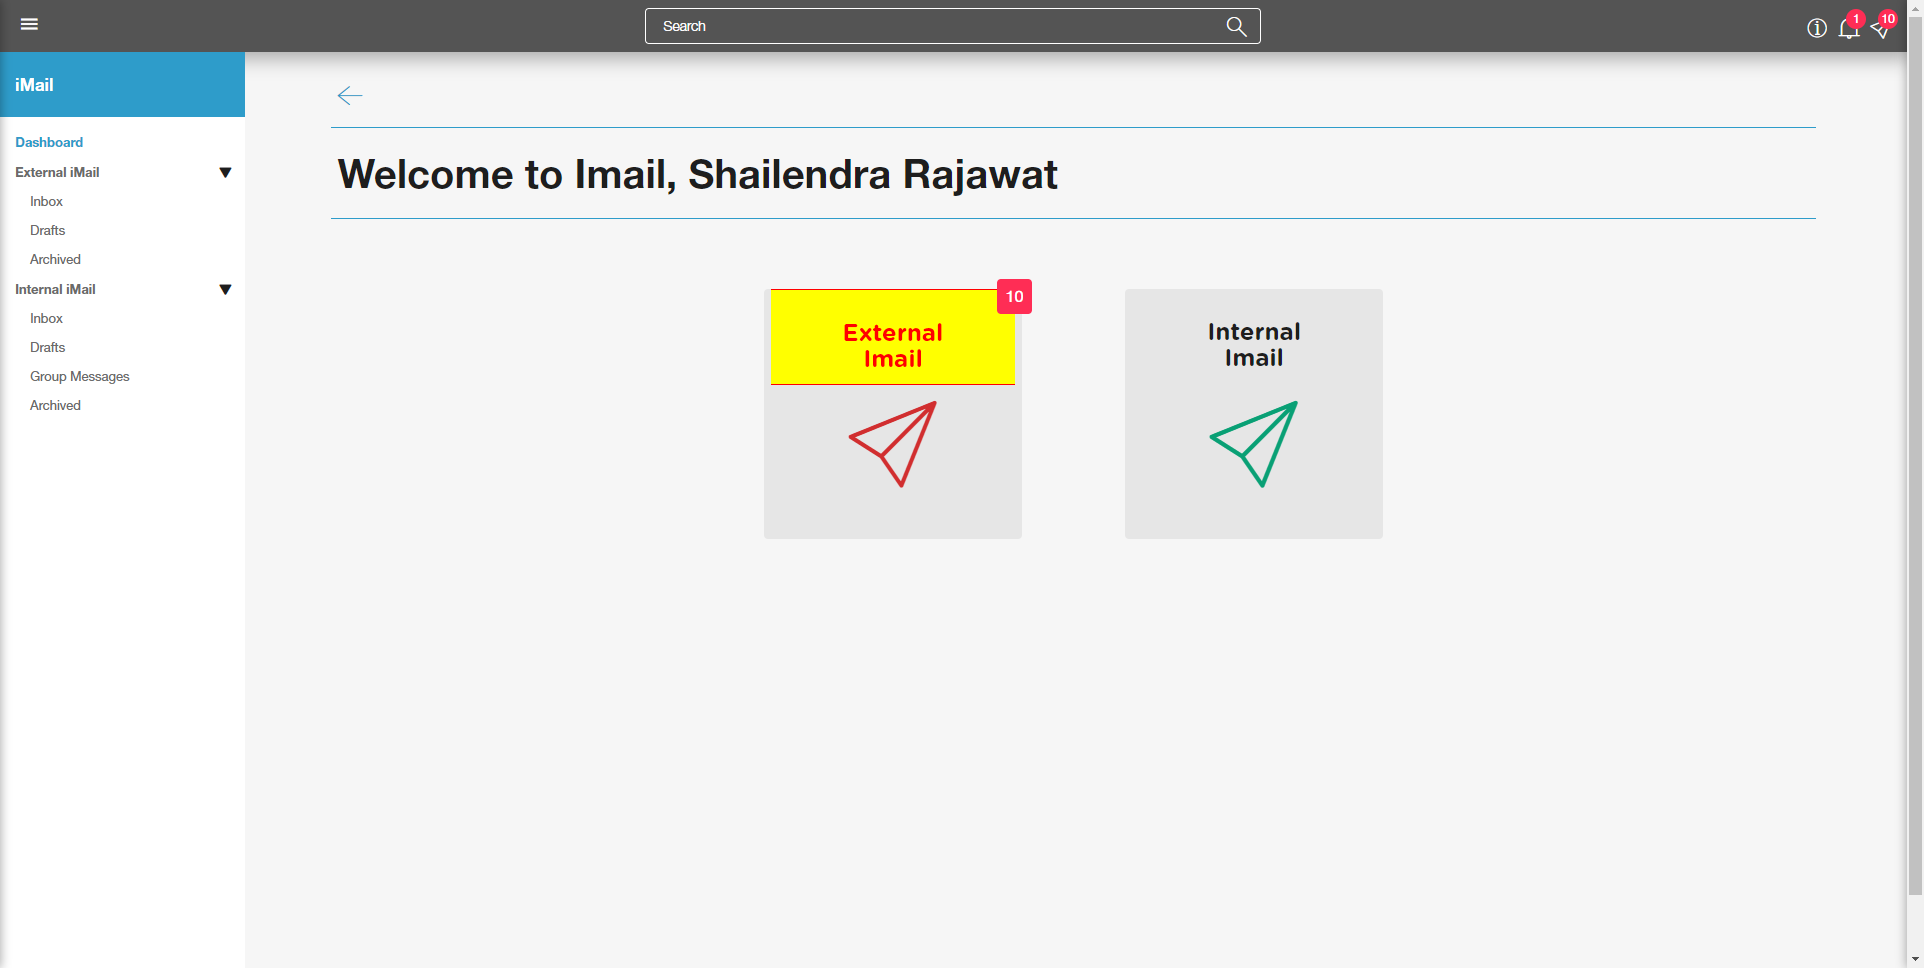 Search
1
10
iMail
Dashboard
External iMail
Inbox
Drafts
Archived
Internal iMail
Inbox
Drafts
Group Messages
Archived
Welcome to Imail, Shailendra Rajawat
10
External
Imail
Internal
Imail